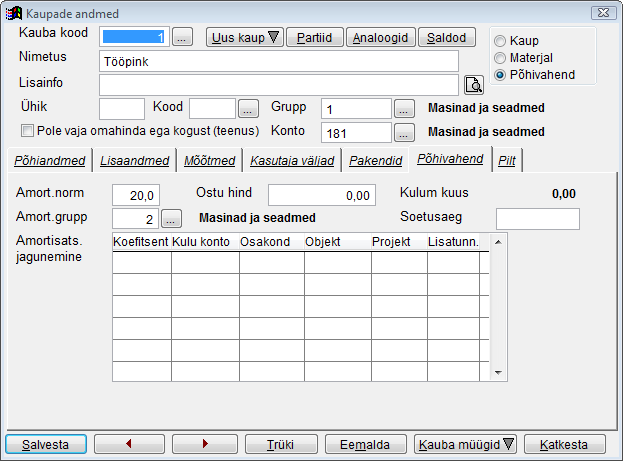 Kaupade andmed
Kauba kood 1 ... Uus kaup Partiid Analoogid Saldod Kaup
Nimetus Tööpink Materjal
Põhivahend
Lisainfo
Ühik Kood ... Grupp 1 ... Masinad ja seadmed
Pole vaja omahinda ega kogust (teenus) Konto 181 ... Masinad ja seadmed
Põhiandmed Lisaandmed Mõõtmed Kasutaja väljad Pakendid Põhivahend Pilt
Amort.norm 20,0 Ostu hind 0,00 Kulum kuus 0,00
Amort.grupp 2 ... Masinad ja seadmed Soetusaeg
Amortisats. jagunemine
Koefitsent Kulu konto Osakond Objekt Projekt Lisatunn.
Salvesta Trüki Eemalda Kauba müügid Katkesta